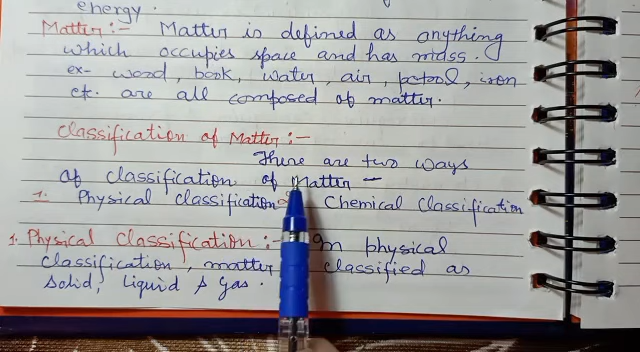 energy.
Matter :- Matter is defined as anything
which occupies space and has mass.
ex- wood, book, water, air, petrol, iron
etc. are all composed of matter.
Classification of Matter :-
There are two ways
of classification of Matter -
1. Physical classification Chemical Classification
1. Physical Classification :- In physical
classification, matter classified as
solid, liquid & gas.